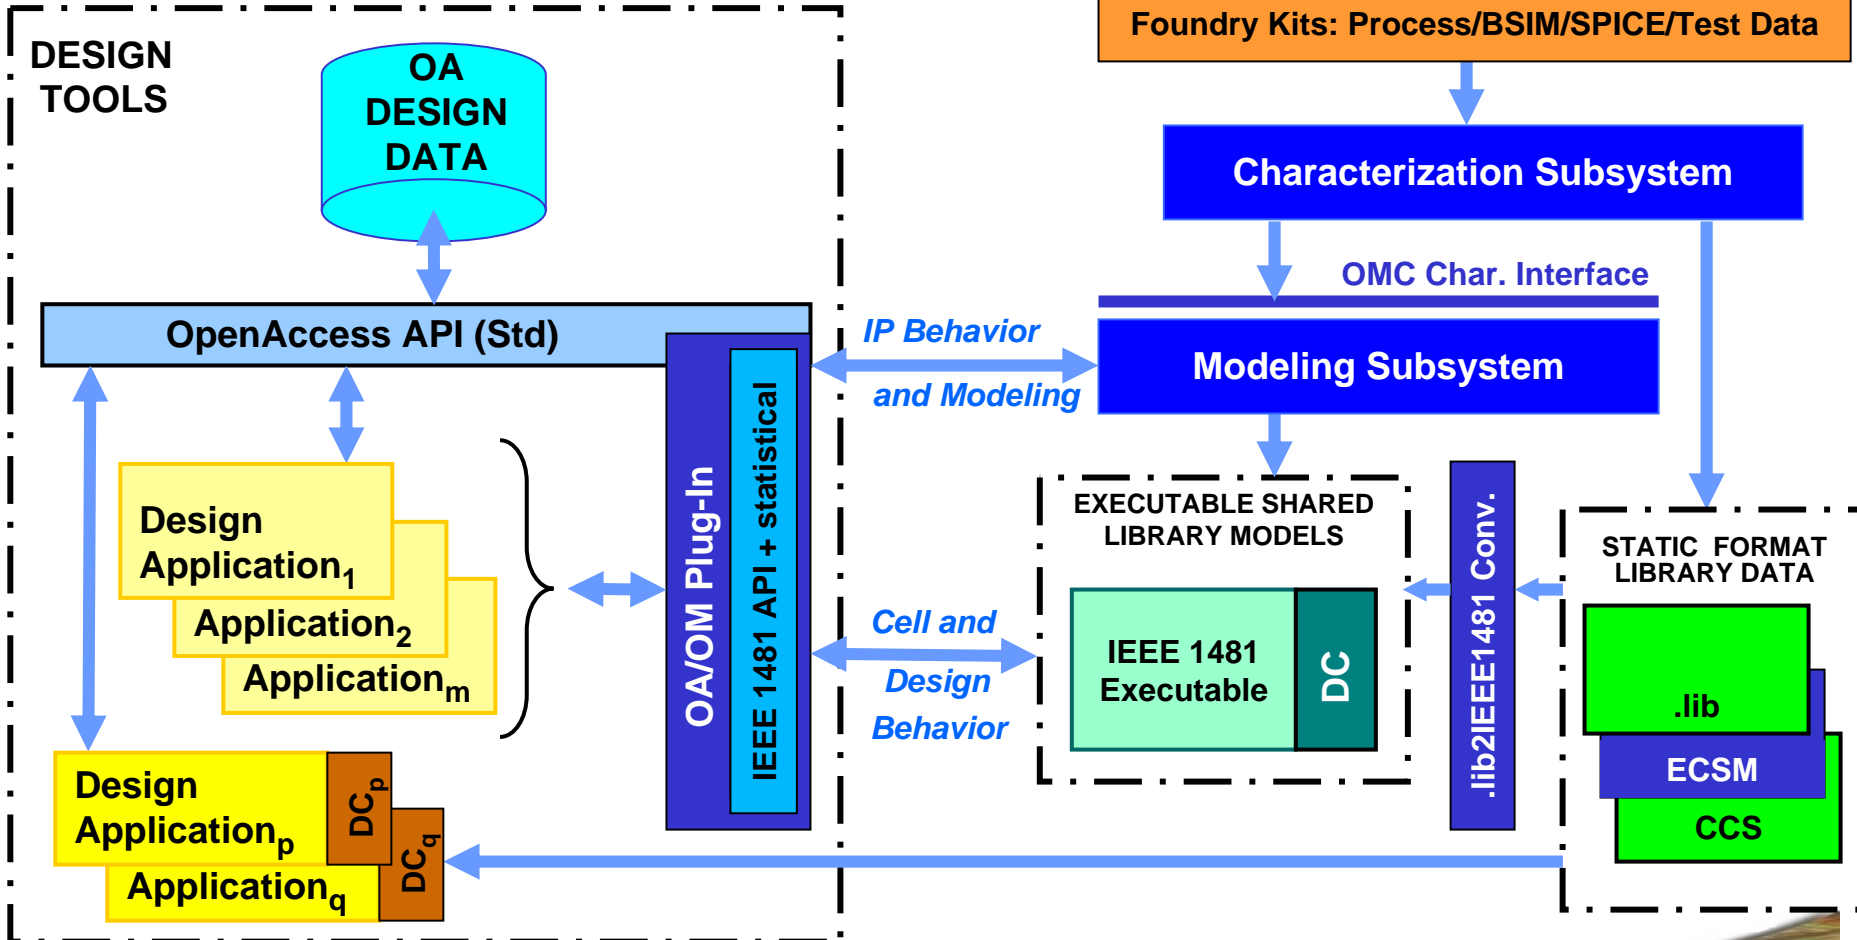 Foundry Kits: Process/BSIM/SPICE/Test Data
DESIGN
TOOLS
OA
DESIGN
DATA
Characterization Subsystem
OMC Char. Interface
OpenAccess API (Std)
IP Behavior
and Modeling
Modeling Subsystem
Design
Application1
Application2
Applicationm
OA/OM Plug-In
IEEE 1481 API + statistical
EXECUTABLE SHARED
LIBRARY MODELS
IEEE 1481
Executable
DC
.lib2IEEE1481 Conv.
STATIC FORMAT
LIBRARY DATA
.lib
ECSM
CCS
Cell and
Design
Behavior
Design
Applicationp
DCp
Applicationq
DCq